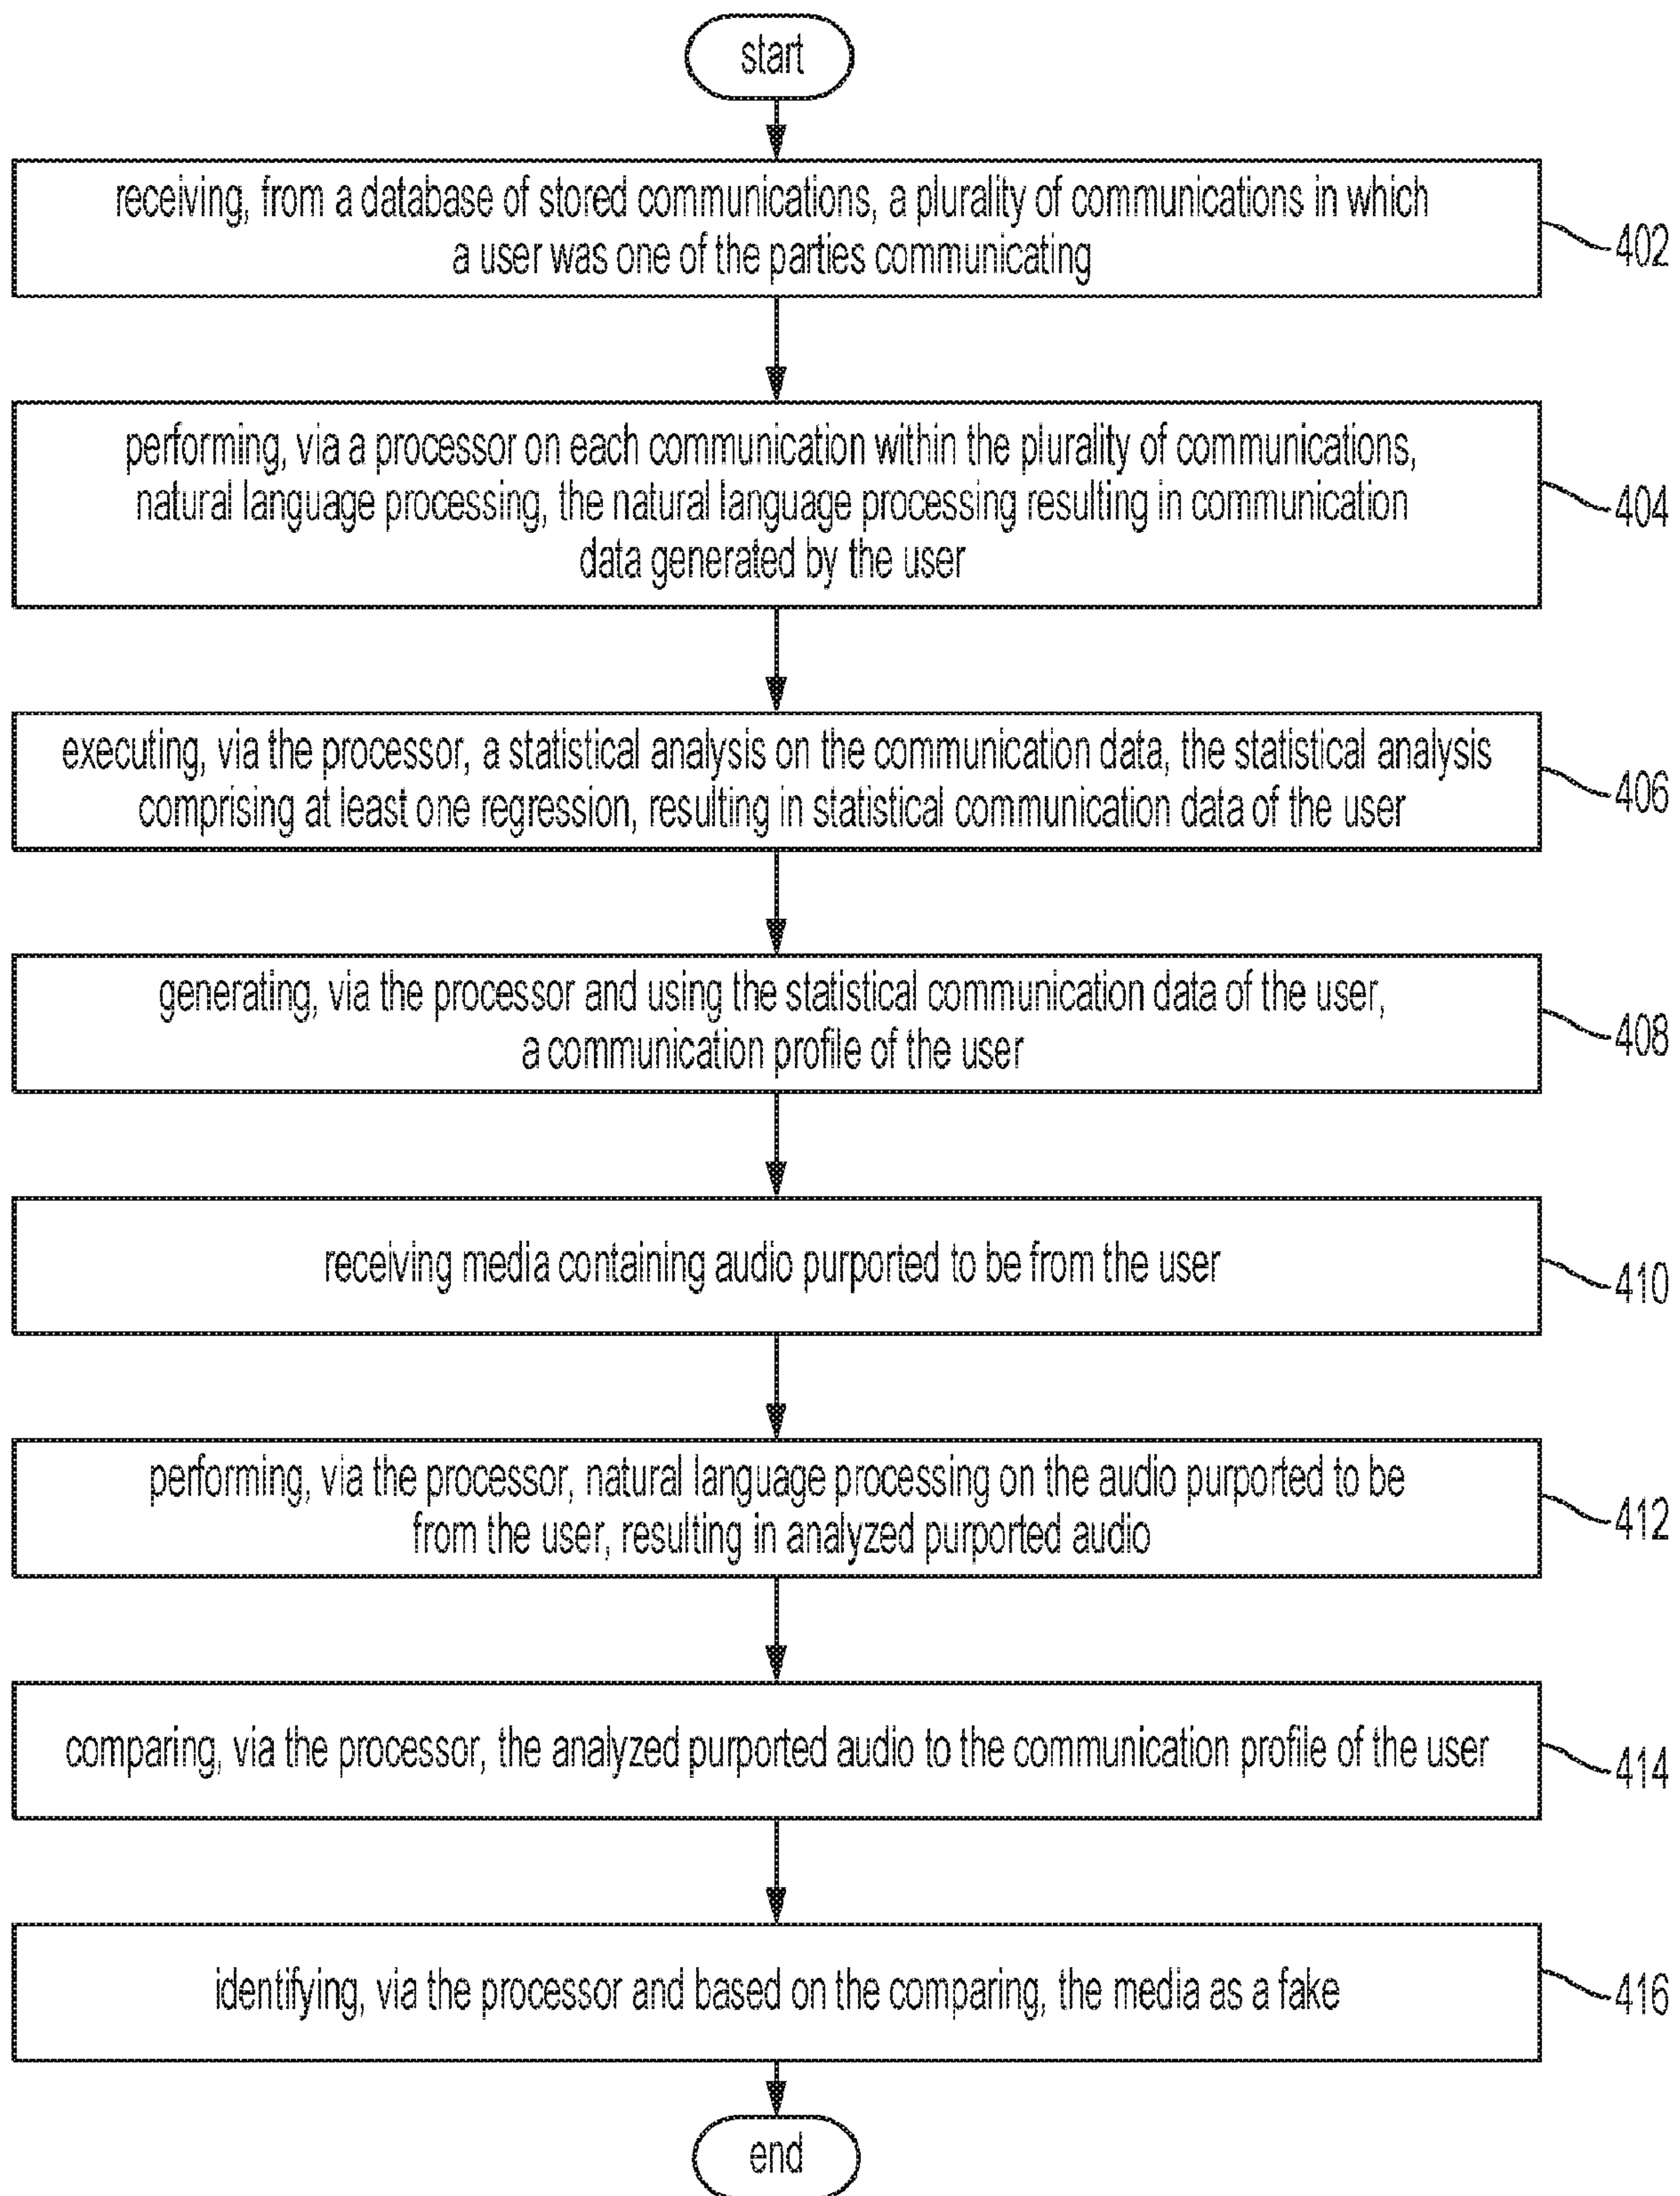 start
receiving, from a database of stored communications, a plurality of communications in which
a user was one of the parties communicating
402
performing, via a processor on each communication within the plurality of communications,
natural language processing, the natural language processing resulting in communication
data generated by the user
404
executing, via the processor, a statistical analysis on the communication data, the statistical analysis
comprising at least one regression, resulting in statistical communication data of the user
406
generating, via the processor and using the statistical communication data of the user,
a communication profile of the user
408
receiving media containing audio purported to be from the user
410
performing, via the processor, natural language processing on the audio purported to be
from the user, resulting in analyzed purported audio
412
comparing, via the processor, the analyzed purported audio to the communication profile of the user
414
identifying, via the processor and based on the comparing, the media as a fake
416
end